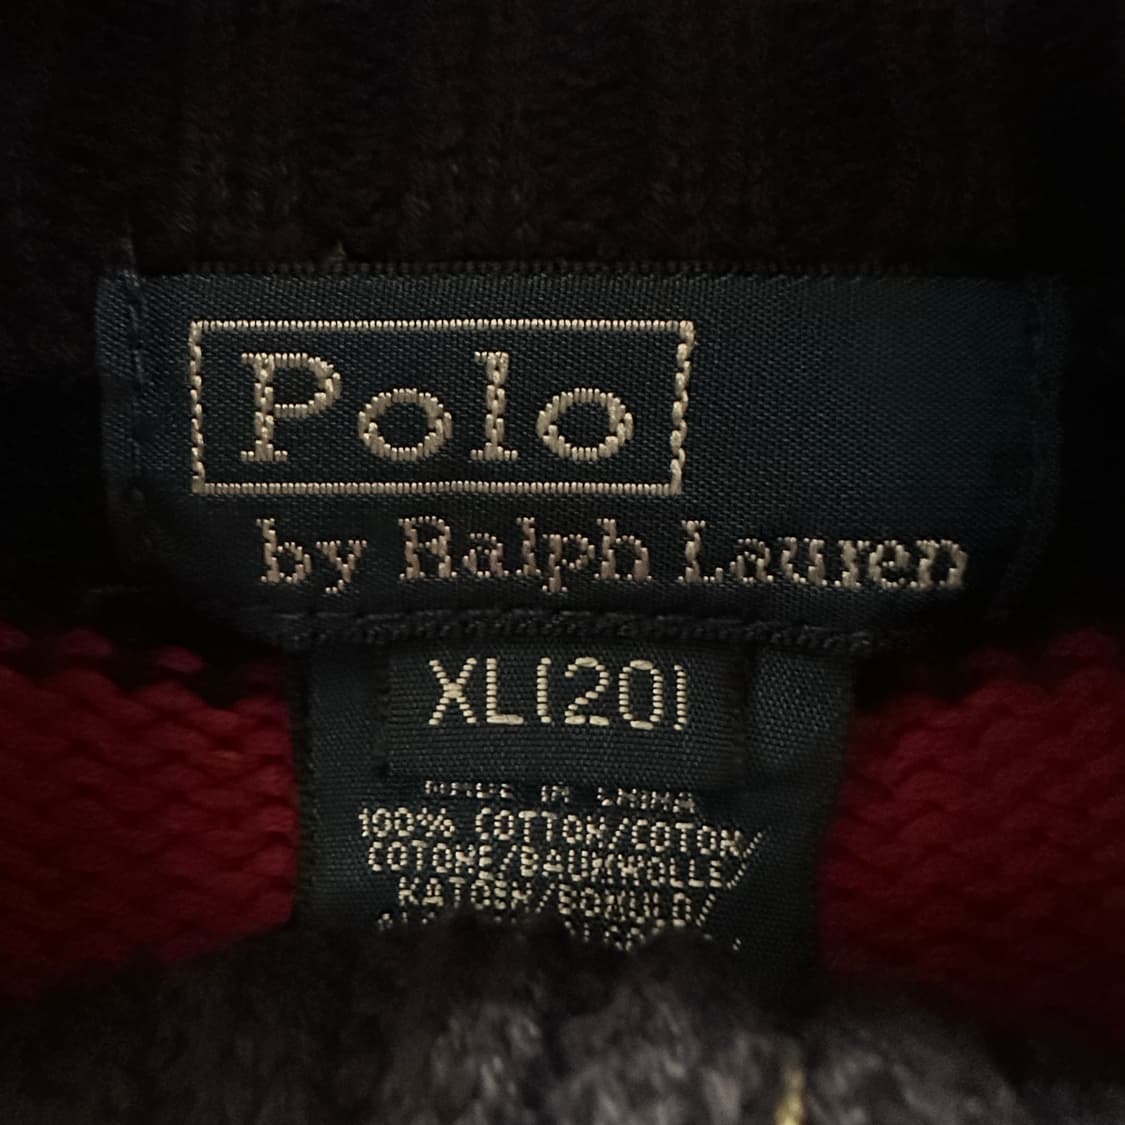 Polo
by Ralph Lauren
XL(20)
MADE IN CHINA
100% COTTON/COTON/
COTONE/BAUMWOLLE/